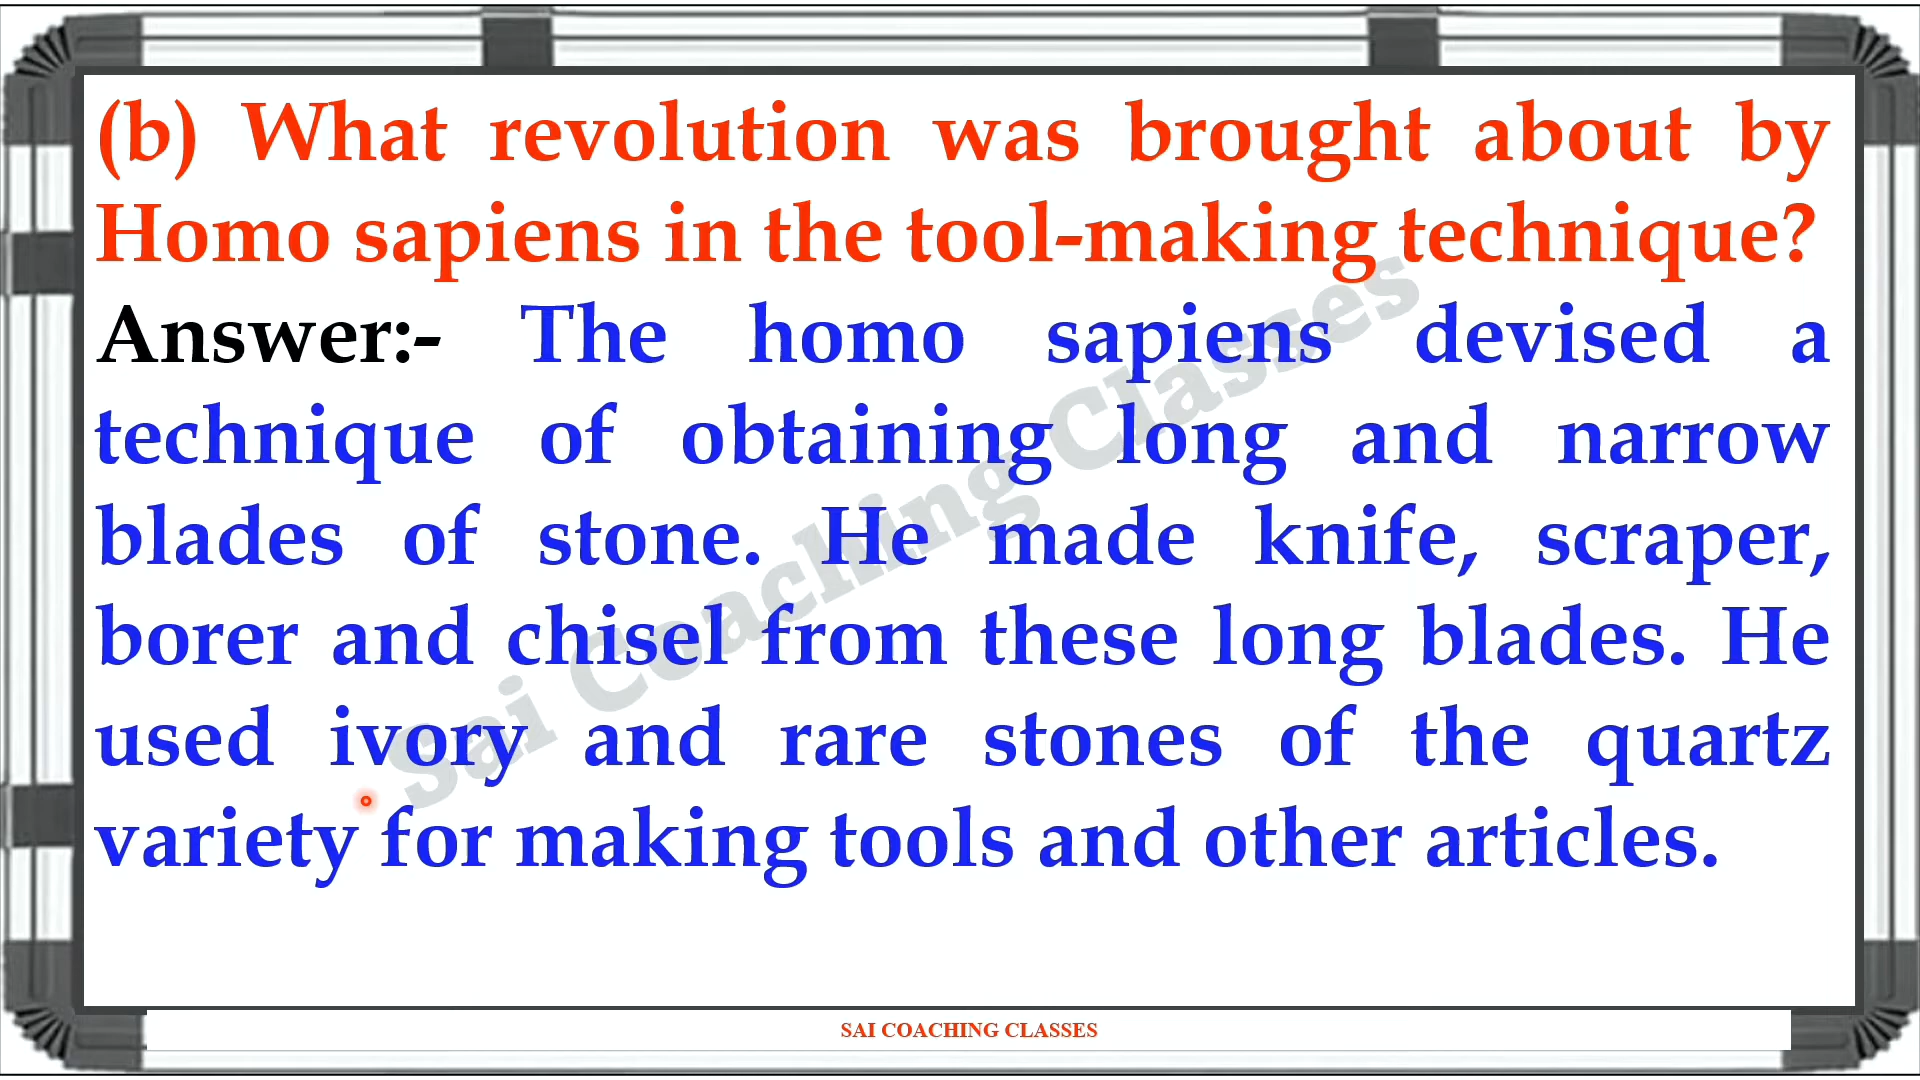 (b) What revolution was brought about by
Homo sapiens in the tool-making technique?
Answer:- The homo sapiens devised a
technique of obtaining long and narrow
blades of stone. He made knife, scraper,
borer and chisel from these long blades. He
used ivory and rare stones of the quartz
variety for making tools and other articles.
Sai Coaching Classes
SAI COACHING CLASSES